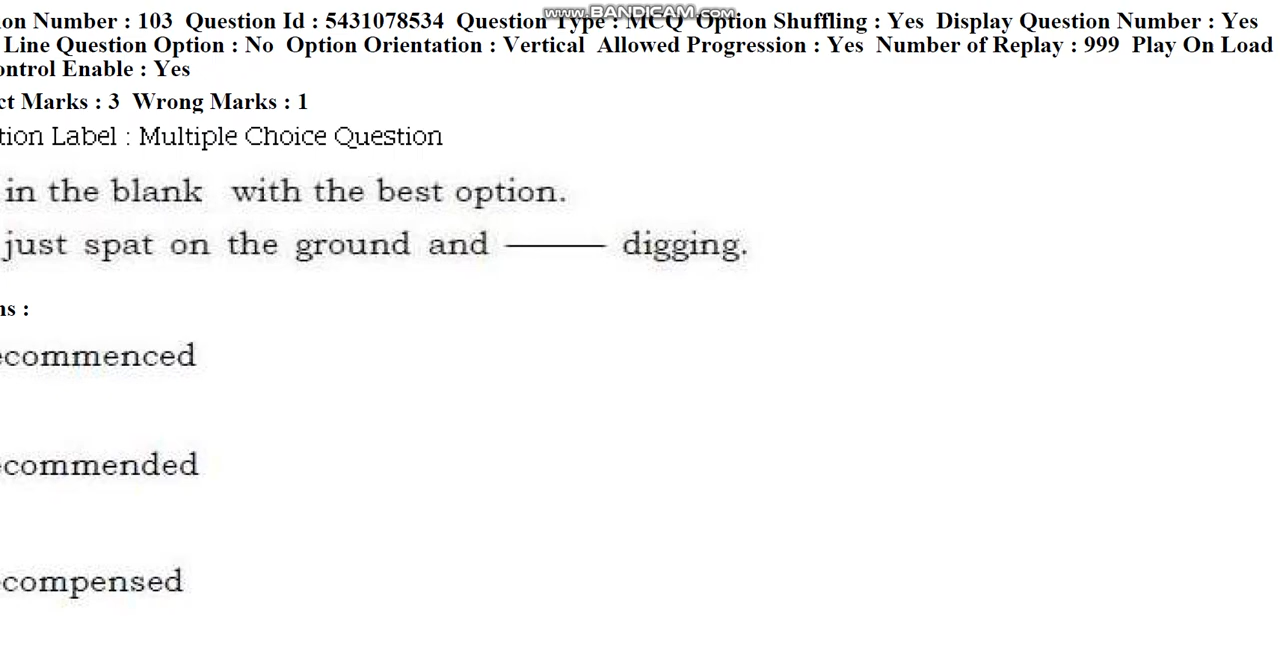 www.BANDICAM.com
on Number : 103 Question Id : 5431078534 Question Type : MCQ Option Shuffling : Yes Display Question Number : Yes
Line Question Option : No Option Orientation : Vertical Allowed Progression : Yes Number of Replay : 999 Play On Load
ontrol Enable : Yes
ct Marks : 3 Wrong Marks : 1
tion Label : Multiple Choice Question
in the blank with the best option.
just spat on the ground and ——— digging.
ns :
ecommenced
ecommended
ecompensed